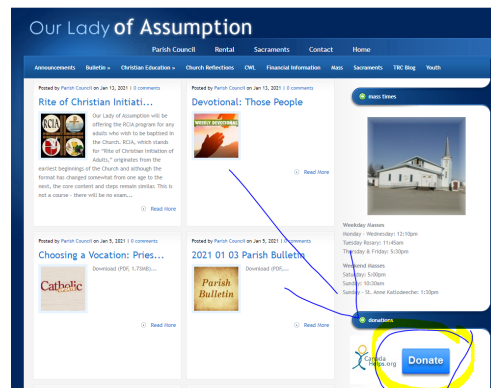 Our Lady of Assumption
Parish Council Rental Sacraments Contact Home
Announcements Bulletin » Christian Education » Church Reflections CWL Financial Information Mass Sacraments TRC Blog Youth
Posted by Parish Council on Jan 13, 2021 | 0 comments
Rite of Christian Initiati...
RCIA
Our Lady of Assumption will be
offering the RCIA program for any
adults who wish to be baptised in
the Church. RCIA, which stands
for "Rite of Christian Initiation of
Adults," originates from the
earliest beginnings of the Church and although the
format has changed somewhat from one age to the
next, the core content and steps remain similar. This is
not a course - there will be no exam...
Read More
Posted by Parish Council on Jan 13, 2021 | 0 comments
Devotional: Those People
WEEKLY DEVOTIONAL
Read More
Posted by Parish Council on Jan 5, 2021 | 0 comments
Choosing a Vocation: Pries...
Catholic
Download (PDF, 1.73MB)...
Read More
Posted by Parish Council on Jan 5, 2021 | 0 comments
2021 01 03 Parish Bulletin
Parish
Bulletin
Download (PDF,...
Read More
mass times
Weekday Masses
Monday - Wednesday: 12:10pm
Tuesday Rosary: 11:45am
Thursday & Friday: 5:30pm
Weekend Masses
Saturday: 5:00pm
Sunday: 10:30am
Sunday - St. Anne Katlodeeche: 1:30pm
donations
Canada
Helps.org
Donate